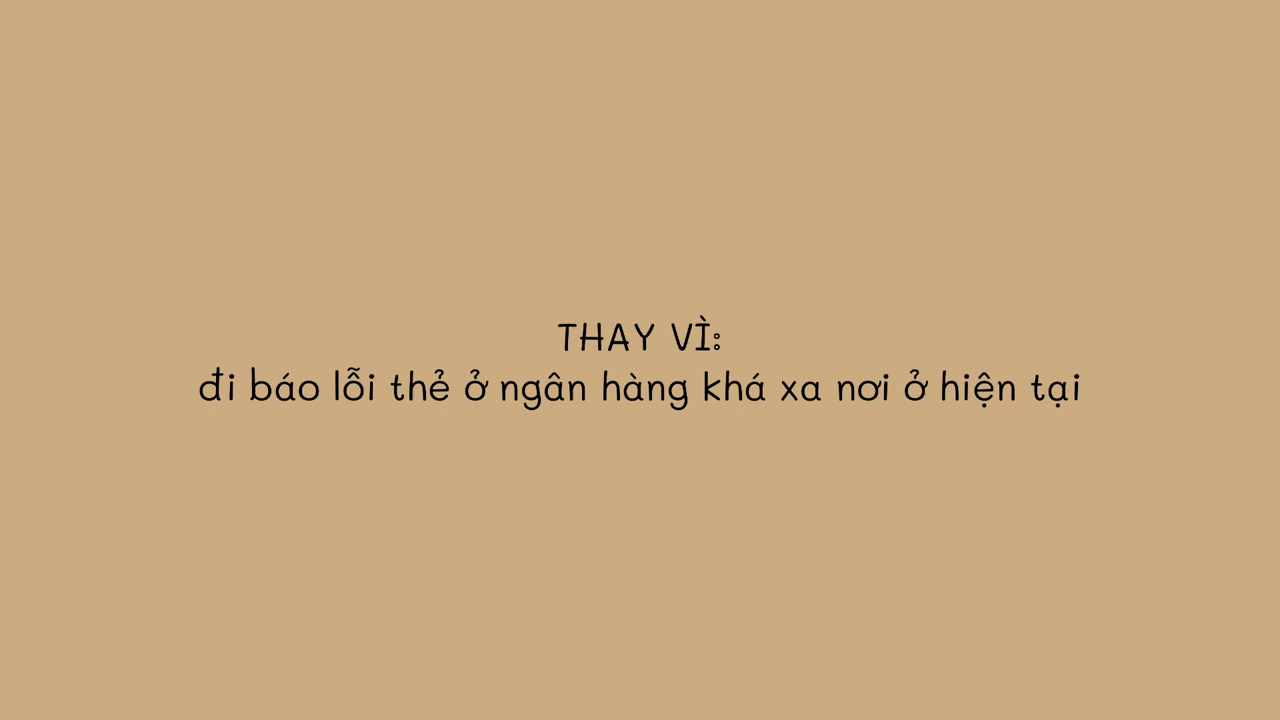 THAY VÌ:
đi báo lỗi thẻ ở ngân hàng khá xa nơi ở hiện tại